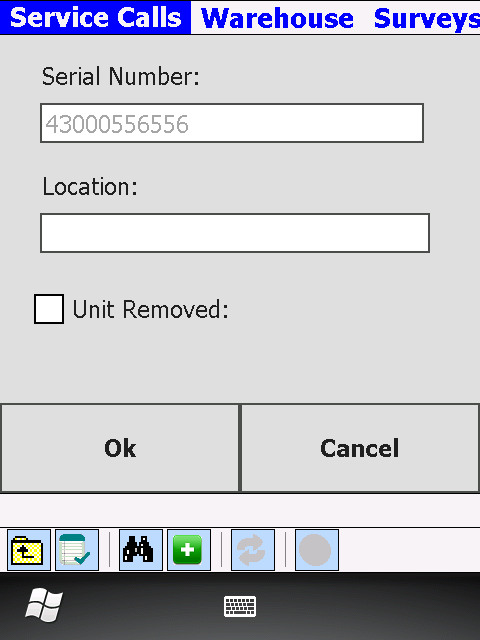 Service Calls Warehouse Surveys
Serial Number:
43000556556
Location:
Unit Removed:
Ok Cancel